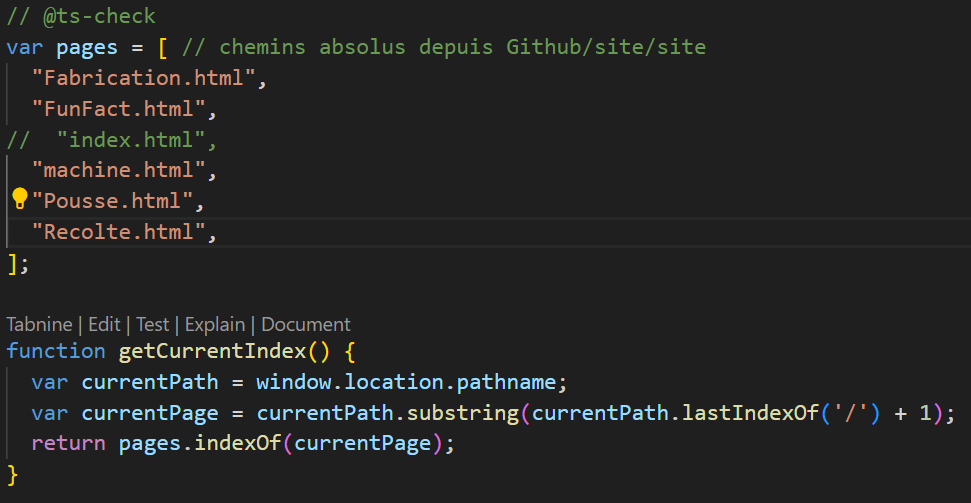 // @ts-check
var pages = [ // chemins absolus depuis Github/site/site
"Fabrication.html",
"FunFact.html",
//  "index.html",
"machine.html",
"Pousse.html",
"Recolte.html",
];
Tabnine | Edit | Test | Explain | Document
function getCurrentIndex() {
var currentPath = window.location.pathname;
var currentPage = currentPath.substring(currentPath.lastIndexOf('/') + 1);
return pages.indexOf(currentPage);
}